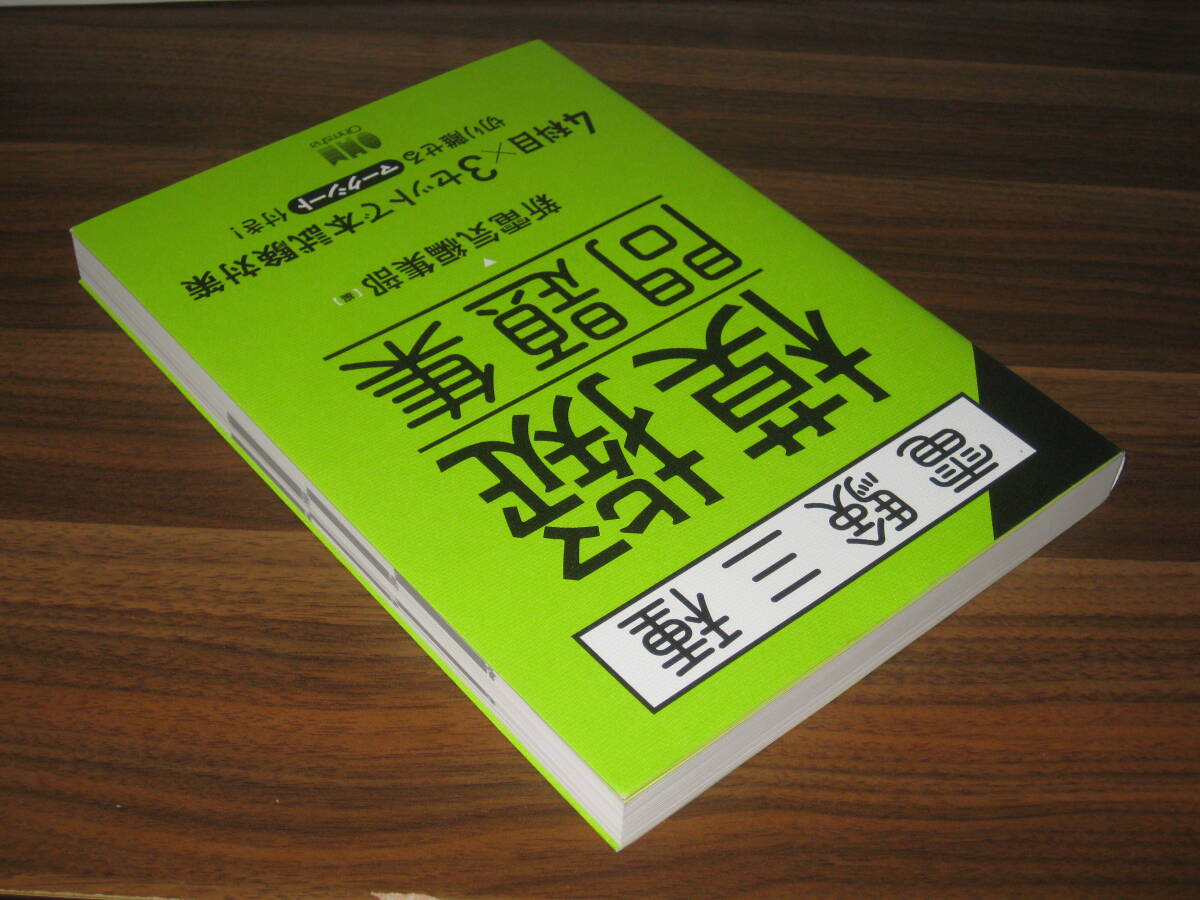 電験三種
模擬
問題集
新電気編集部［編］
4科目×3セットで本試験対策
切り離せるマークシート付き！
Ohmsha